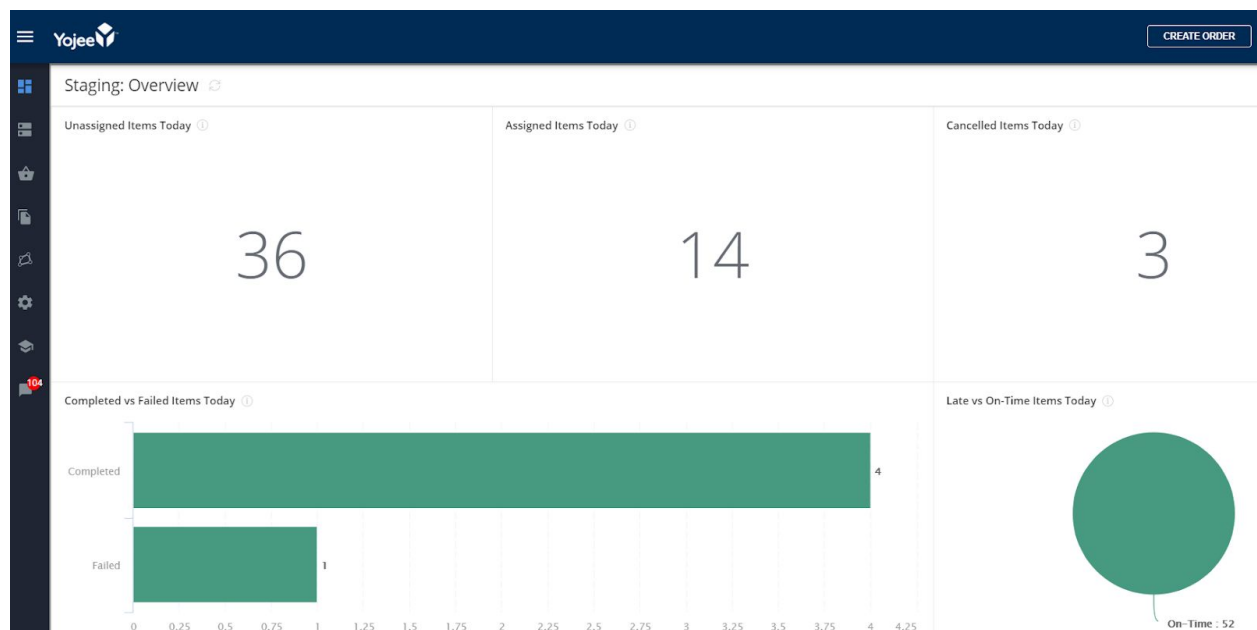 Yojee
CREATE ORDER
Staging: Overview
Unassigned Items Today
Assigned Items Today
Cancelled Items Today
36
14
3
104
Completed vs Failed Items Today
Late vs On-Time Items Today
Completed
4
Failed
1
0 0.25 0.5 0.75 1 1.25 1.5 1.75 2 2.25 2.5 2.75 3 3.25 3.5 3.75 4 4.25
On-Time : 52